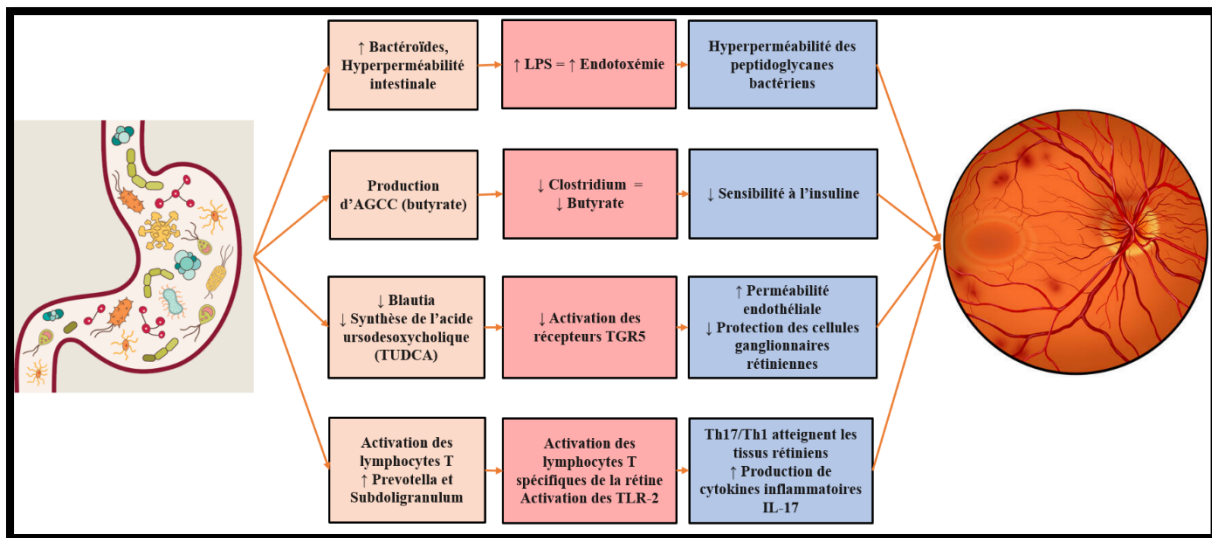 ↑ Bactéroïdes,
Hyperperméabilité
intestinale
↑ LPS = ↑ Endotoxémie
Hyperperméabilité des
peptidoglycanes
bactériens
Production
d’AGCC (butyrate)
↓ Clostridium =
↓ Butyrate
↓ Sensibilité à l’insuline
↓ Blautia
↓ Synthèse de l’acide
ursodesoxycholique
(TUDCA)
↓ Activation des
récepteurs TGR5
↑ Perméabilité
endothéliale
↓ Protection des cellules
ganglionnaires
rétiniennes
Activation des
lymphocytes T
↑ Prevotella et
Subdoligranulum
Activation des
lymphocytes T
spécifiques de la rétine
Activation des TLR-2
Th17/Th1 atteignent les
tissus rétiniens
↑ Production de
cytokines inflammatoires
IL-17